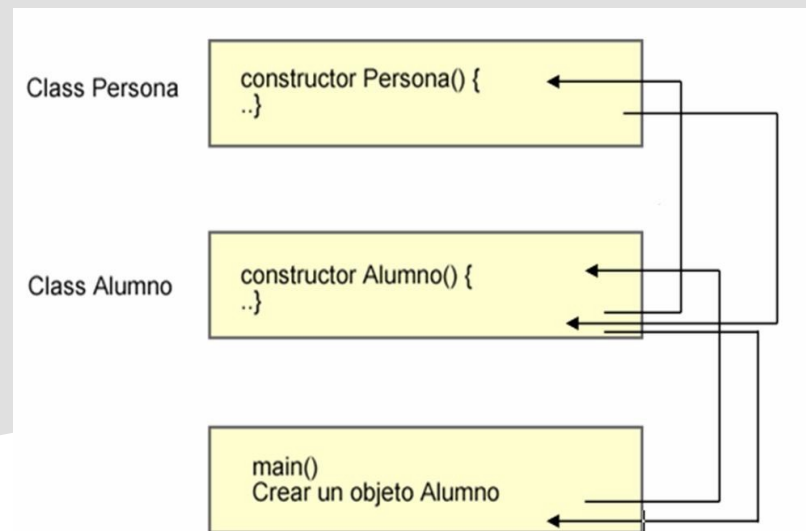 Class Persona
constructor Persona() {
..}
Class Alumno
constructor Alumno() {
..}
main()
Crear un objeto Alumno